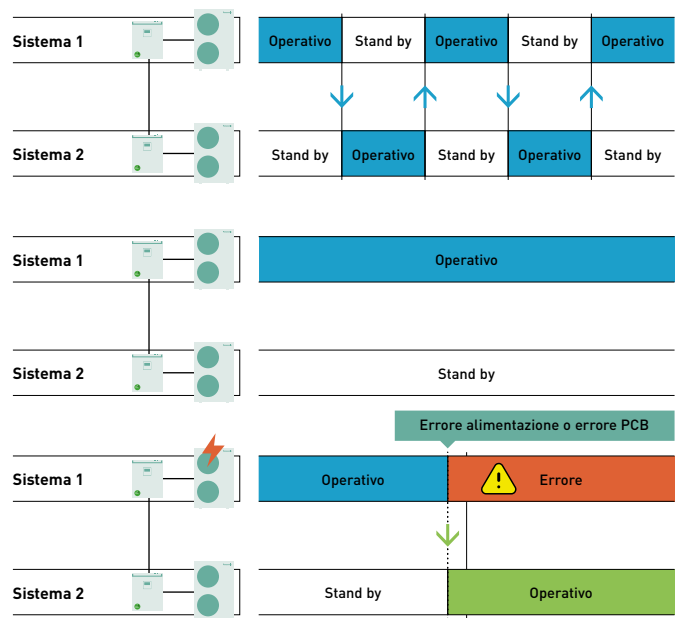 Sistema 1
Operativo
Stand by
Operativo
Stand by
Operativo
Sistema 2
Stand by
Operativo
Stand by
Operativo
Stand by
Sistema 1
Operativo
Sistema 2
Stand by
Errore alimentazione o errore PCB
Sistema 1
Operativo
Errore
Sistema 2
Stand by
Operativo